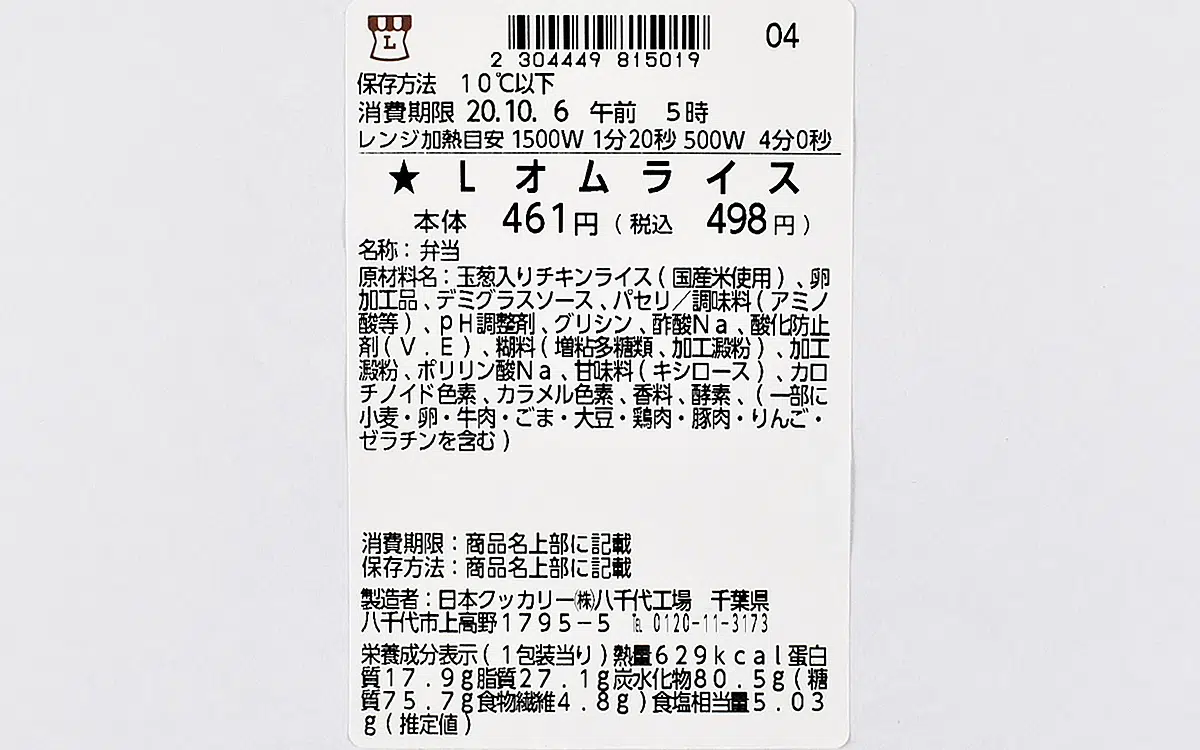 L
04
2 304449 815019
保存方法 10℃以下
消費期限 20.10. 6 午前 5時
レンジ加熱目安 1500W 1分20秒 500W 4分0秒
★ L オ ム ラ イ ス
本体 461円 (税込 498円)
名称：弁当
原材料名：玉葱入りチキンライス(国産米使用)、卵
加工品、デミグラスソース、パセリ／調味料(アミノ
酸等)、pH調整剤、グリシン、酢酸Na、酸化防止
剤(V.E)、糊料(増粘多糖類、加工澱粉)、加工
澱粉、ポリリン酸Na、甘味料(キシロース)、カロ
チノイド色素、カラメル色素、香料、酵素、(一部に
小麦・卵・牛肉・ごま・大豆・鶏肉・豚肉・りんご・
ゼラチンを含む)
消費期限：商品名上部に記載
保存方法：商品名上部に記載
製造者：日本クッカリー㈱八千代工場 千葉県
八千代市上高野1795-5 ℡ 0120-11-3173
栄養成分表示(1包装当り)熱量629kcal蛋白
質17.9g脂質27.1g炭水化物80.5g(糖
質75.7g食物繊維4.8g)食塩相当量5.03
g(推定値)